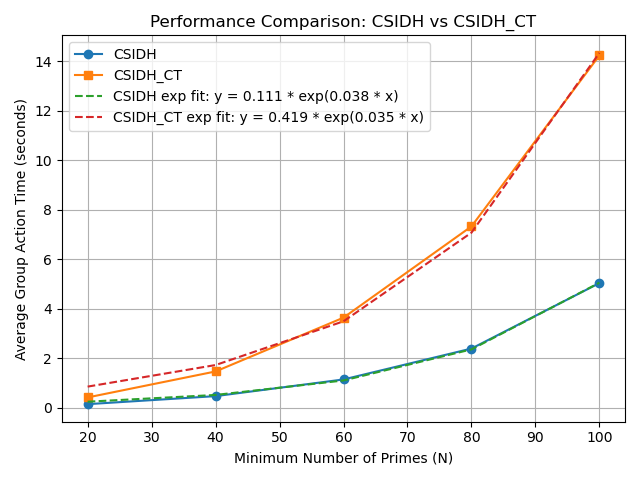 Performance Comparison: CSIDH vs CSIDH_CT
CSIDH
CSIDH_CT
CSIDH exp fit: y = 0.111 * exp(0.038 * x)
CSIDH_CT exp fit: y = 0.419 * exp(0.035 * x)
Average Group Action Time (seconds)
14
12
10
8
6
4
2
0
20 30 40 50 60 70 80 90 100
Minimum Number of Primes (N)